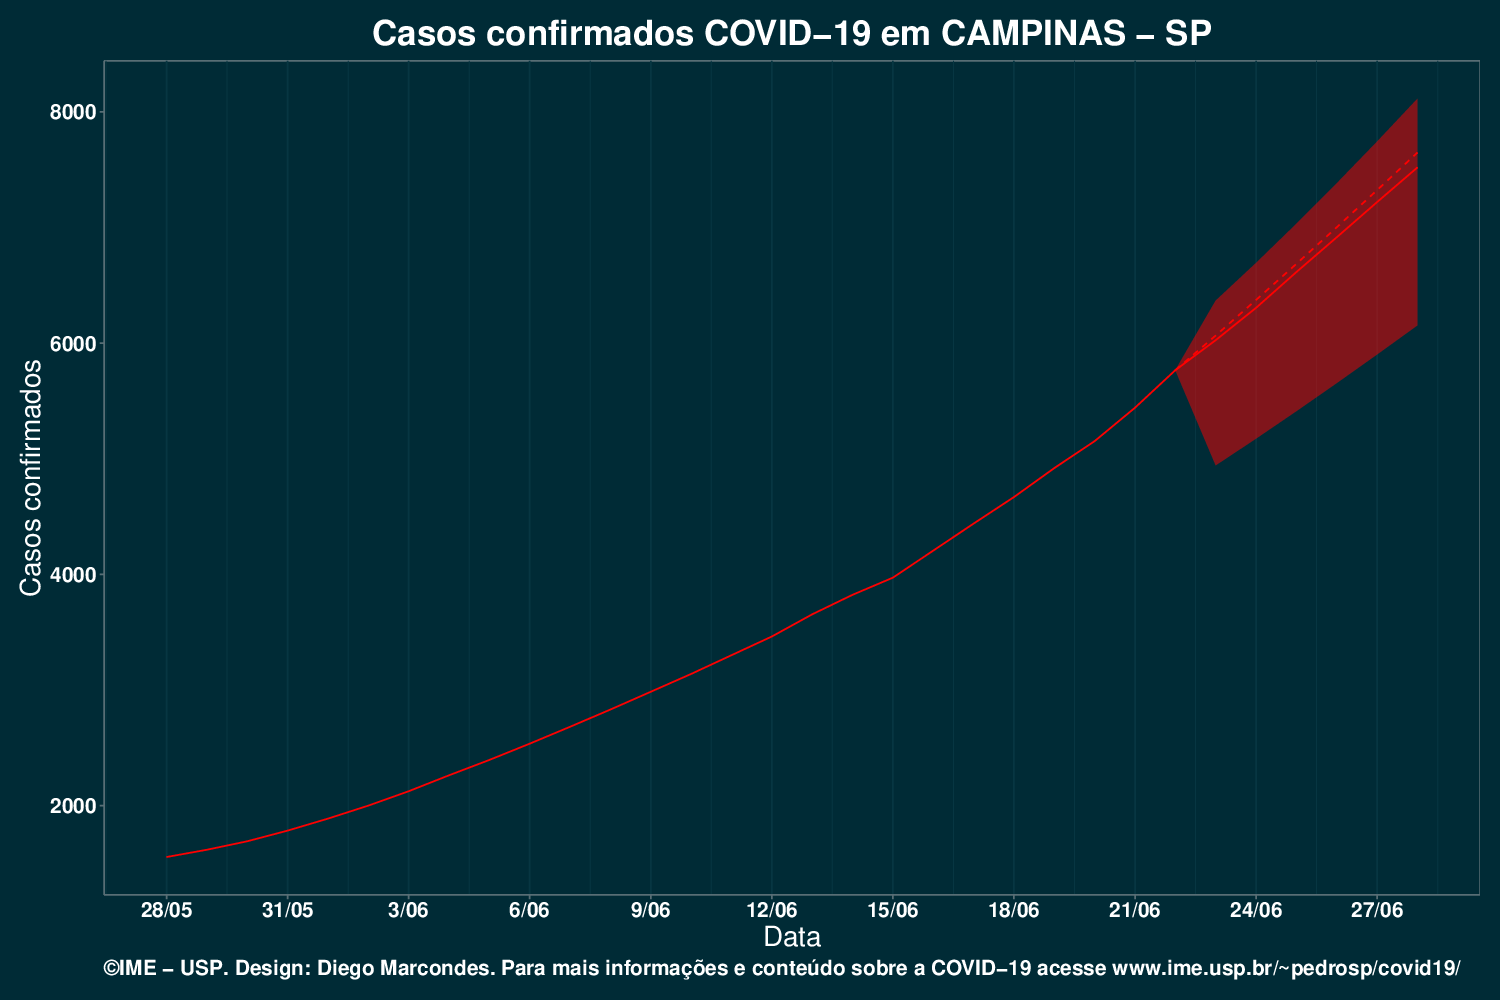 Casos confirmados COVID−19 em CAMPINAS − SP
8000
6000
4000
2000
Casos confirmados
28/05 31/05 3/06 6/06 9/06 12/06 15/06 18/06 21/06 24/06 27/06
Data
©IME − USP. Design: Diego Marcondes. Para mais informações e conteúdo sobre a COVID−19 acesse www.ime.usp.br/~pedrosp/covid19/